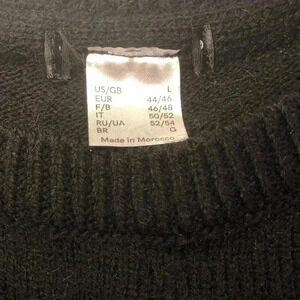 US/GB L
EUR 44/46
F/B 46/48
IT 50/52
RU/UA 52/54
BR G
Made in Morocco